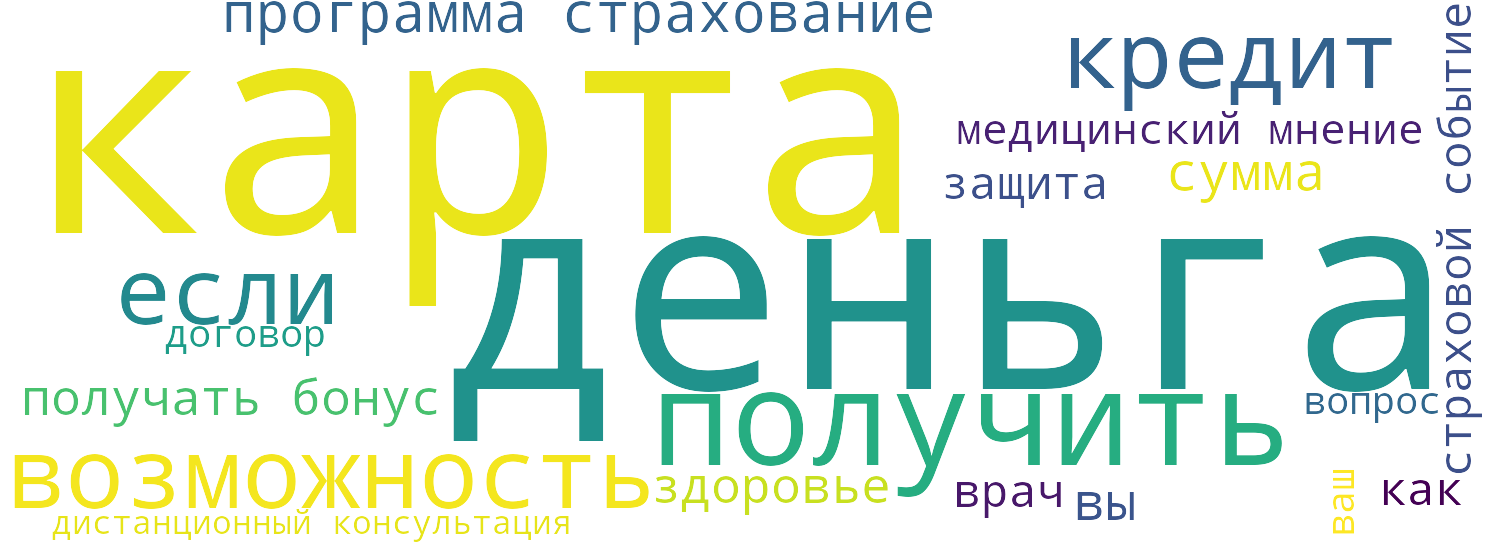 программа страхование
карта
кредит
страховой событие
медицинский мнение
защита
сумма
деньга
если
договор
получать бонус
получить
вопрос
возможность
здоровье
врач
вы
ваш
как
дистанционный консультация